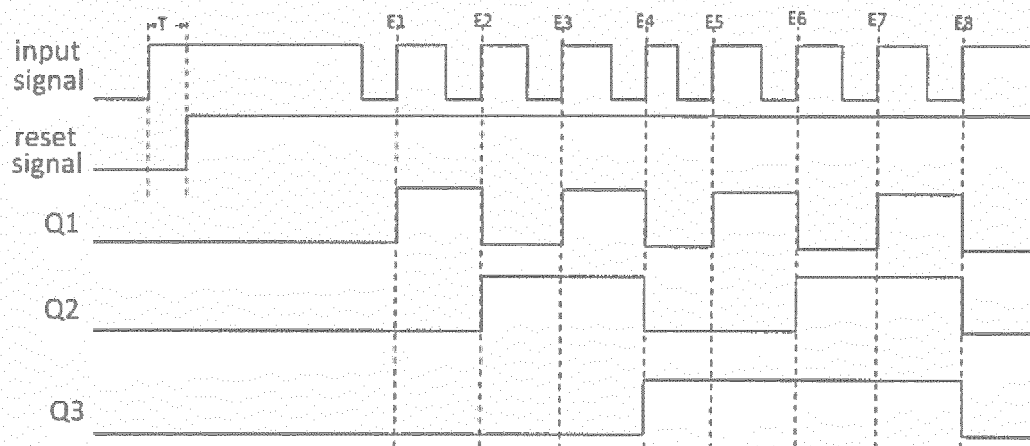 T E1 E2 E3 E4 E5 E6 E7 E8
input
signal
reset
signal
Q1
Q2
Q3